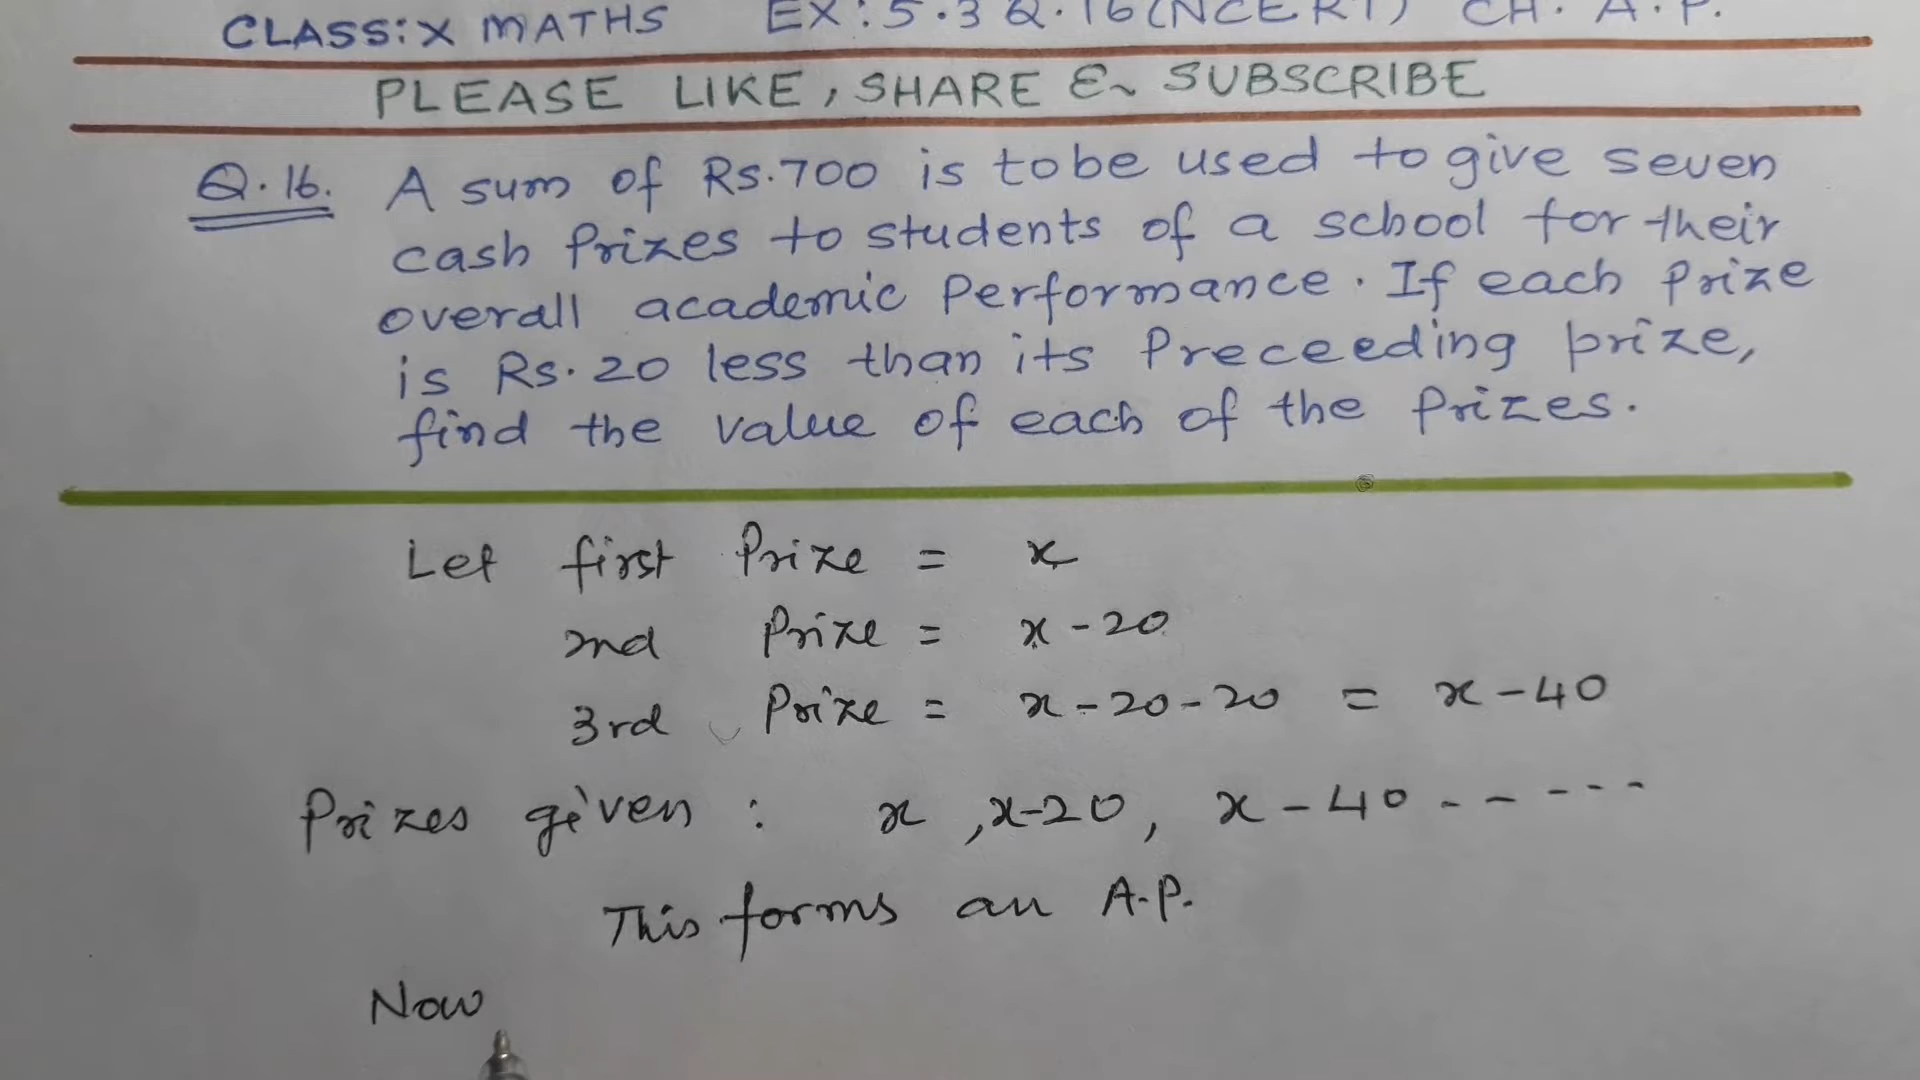 CLASS: X MATHS EX: 5.3 Q.16 (NCERT) CH. A.P.
PLEASE LIKE, SHARE & SUBSCRIBE
Q.16. A sum of Rs.700 is to be used to give seven
cash Prizes to students of a school for their
overall academic Performance. If each Prize
is Rs.20 less than its Preceeding prize,
find the value of each of the Prizes.
Let first Prize = x
2nd Prize = x-20
3rd Prize = x-20-20 = x-40
Prizes given : x, x-20, x-40 - - - - -
This forms an A.P.
Now